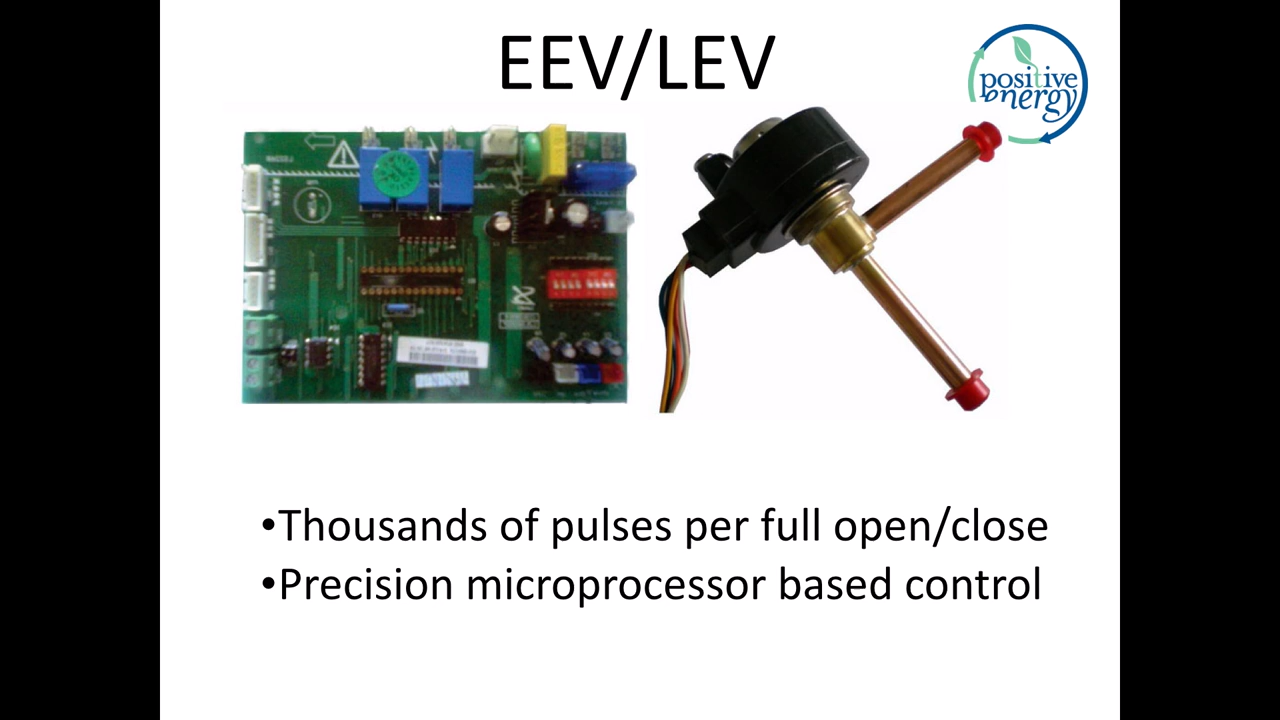 EEV/LEV
positive
energy
•Thousands of pulses per full open/close
•Precision microprocessor based control